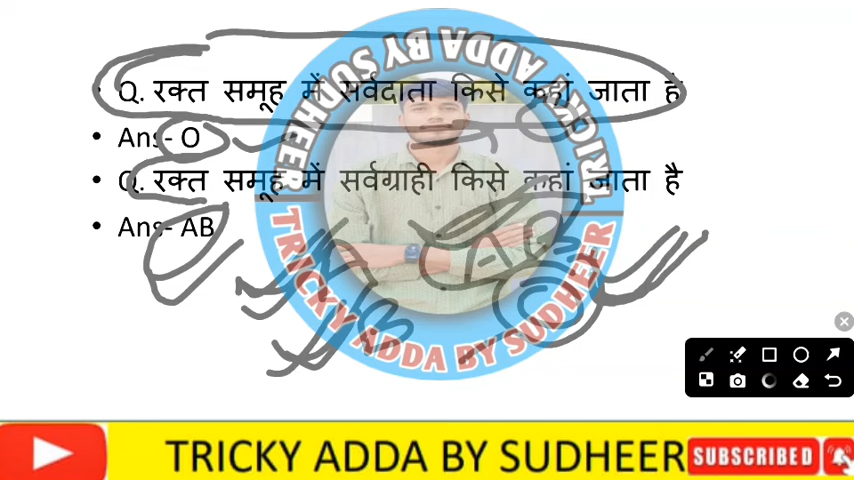 • Q. रक्त समूह में सर्वदाता किसे कहां जाता है
• Ans- O
• Q. रक्त समूह में सर्वग्राही किसे कहां जाता है
• Ans- AB
TRICKY ADDA BY SUDHEER
TRICKY ADDA BY SUDHEER
TRICKY ADDA BY SUDHEER SUBSCRIBED